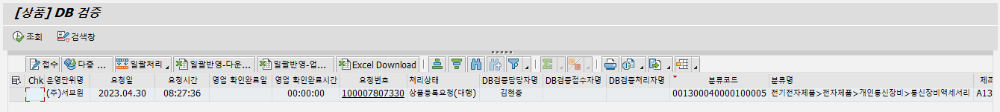 [상품] DB 검증
조회 검색창
접수 다중 ... 일괄처리 일괄반영-다운... 일괄반영-업... Excel Download
Chk 운영단위명 요청일 요청시간 영업 확인완료일 영업 확인완료시간 요청번호 처리상태 DB검증담당자명 DB검증접수자명 DB검증처리자명 분류코드 분류명 제조
(주)서브원 2023.04.30 08:27:36 00:00:00 100007807330 상품등록요청(대행) 김현중 001300040000100005 전기전자제품>전자제품>개인통신장비>통신장비액세서리 A13